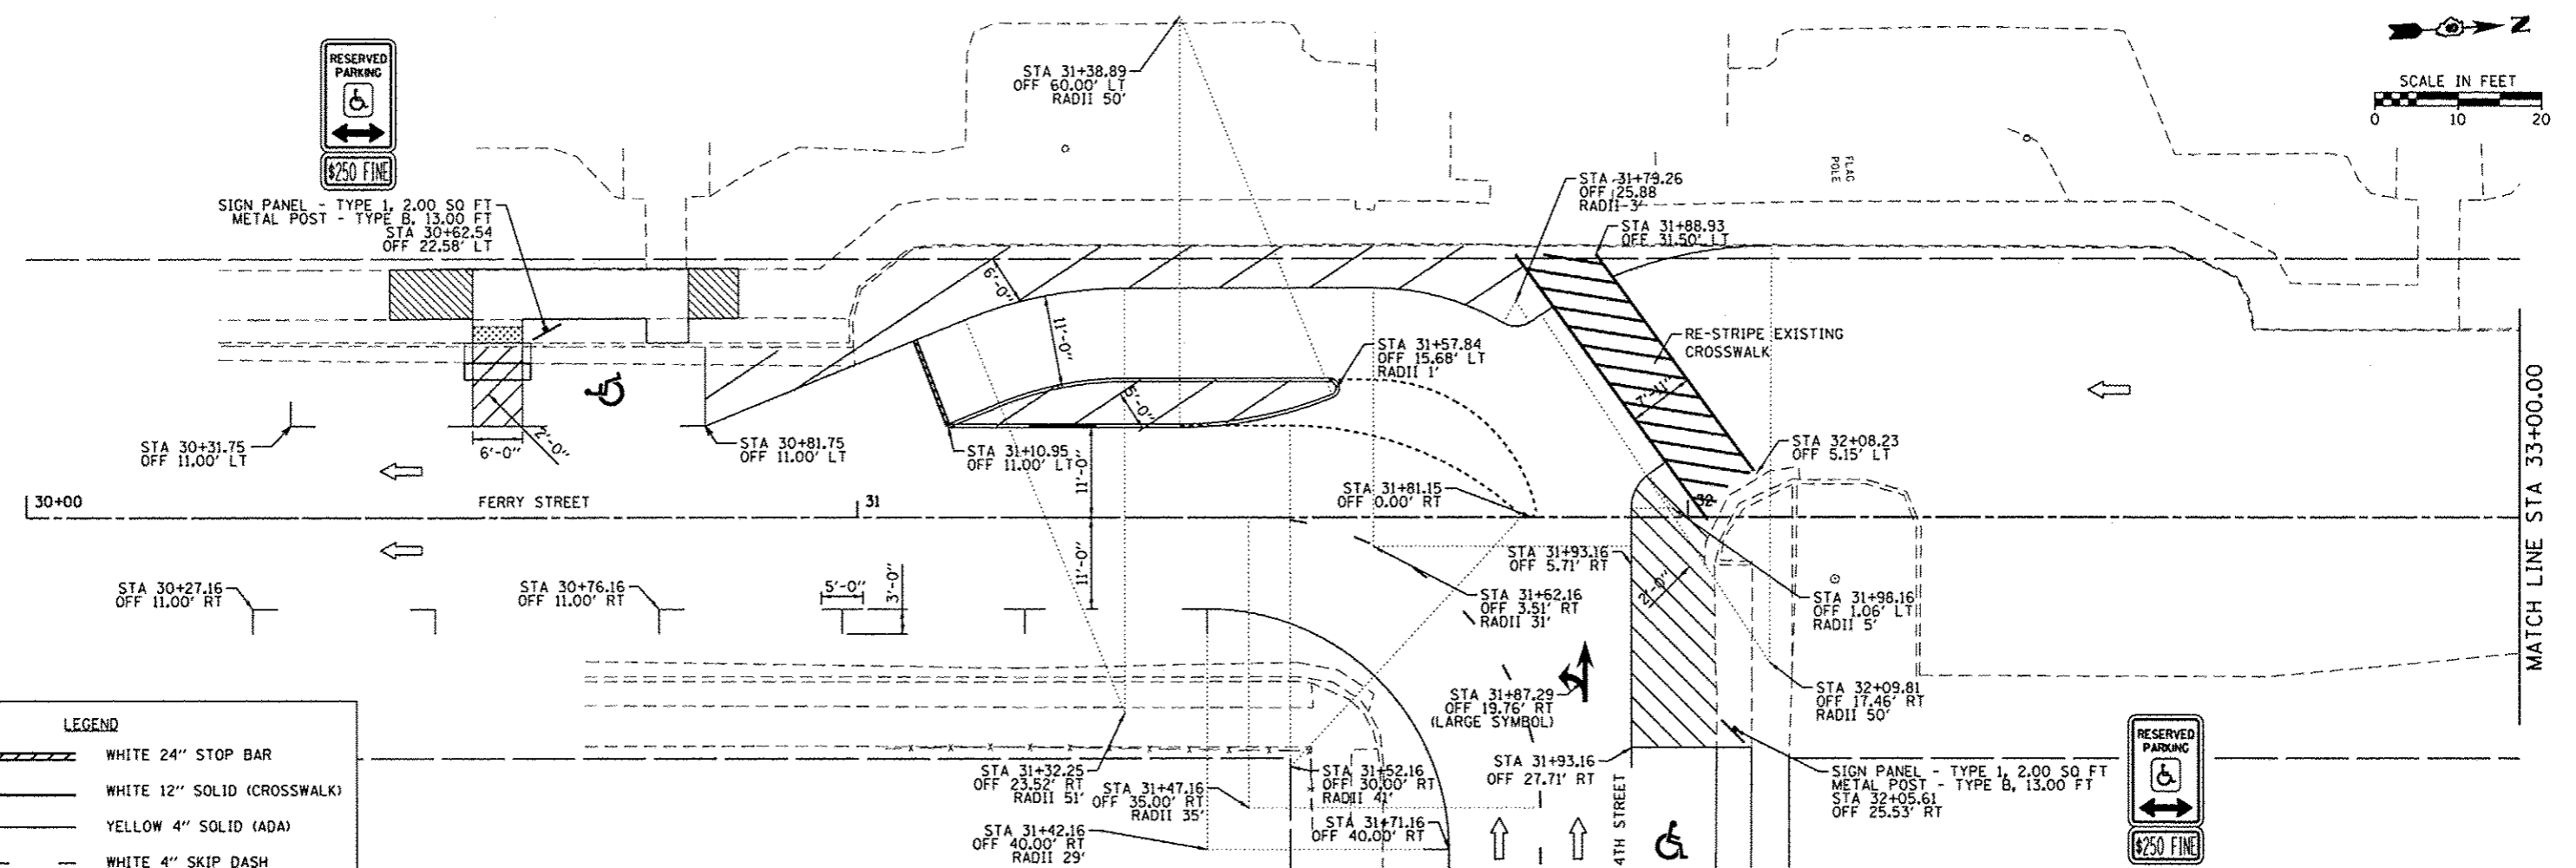 RESERVED
PARKING
$250 FINE
SIGN PANEL - TYPE 1, 2.00 SQ FT
METAL POST - TYPE B, 13.00 FT
STA 30+62.54
OFF 22.58' LT
STA 31+38.89
OFF 60.00' LT
RADII 50'
N
SCALE IN FEET
0 10 20
FLAG
POLE
STA 31+79.26
OFF 25.88
RADII 3'
STA 31+88.93
OFF 31.50' LT
6'-0"
11'-0"
RE-STRIPE EXISTING
CROSSWALK
7'-11"
STA 31+57.84
OFF 15.68' LT
RADII 1'
5'-0"
STA 30+31.75
OFF 11.00' LT
6'-0"
2'-0"
STA 30+81.75
OFF 11.00' LT
STA 31+10.95
OFF 11.00' LT
11'-0"
STA 32+08.23
OFF 5.15' LT
STA 31+81.15
OFF 0.00' RT
30+00
FERRY STREET
31
32
MATCH LINE STA 33+00.00
STA 30+27.16
OFF 11.00' RT
STA 30+76.16
OFF 11.00' RT
5'-0"
3'-0"
11'-0"
STA 31+93.16
OFF 5.71' RT
STA 31+62.16
OFF 3.51' RT
RADII 31'
2'-0"
STA 31+98.16
OFF 1.06' LT
RADII 5'
STA 31+87.29
OFF 19.76' RT
(LARGE SYMBOL)
STA 32+09.81
OFF 17.46' RT
RADII 50'
STA 31+32.25
OFF 23.52' RT
RADII 51'
STA 31+47.16
OFF 35.00' RT
RADII 35'
STA 31+52.16
OFF 30.00' RT
RADII 41'
STA 31+93.16
OFF 27.71' RT
SIGN PANEL - TYPE 1, 2.00 SQ FT
METAL POST - TYPE B, 13.00 FT
STA 32+05.61
OFF 25.53' RT
STA 31+42.16
OFF 40.00' RT
RADII 29'
STA 31+71.16
OFF 40.00' RT
4TH STREET
RESERVED
PARKING
$250 FINE
LEGEND
WHITE 24" STOP BAR
WHITE 12" SOLID (CROSSWALK)
YELLOW 4" SOLID (ADA)
WHITE 4" SKIP DASH